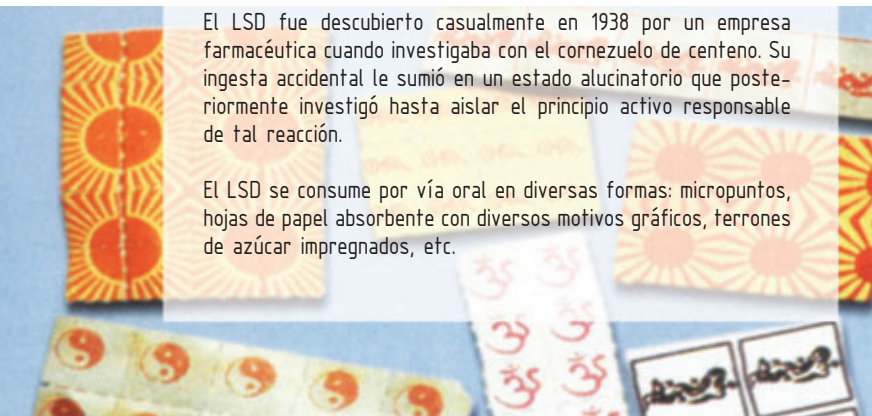 El LSD fue descubierto casualmente en 1938 por un empresa
farmacéutica cuando investigaba con el cornezuelo de centeno. Su
ingesta accidental le sumió en un estado alucinatorio que poste-
riormente investigó hasta aislar el principio activo responsable
de tal reacción.
El LSD se consume por vía oral en diversas formas: micropuntos,
hojas de papel absorbente con diversos motivos gráficos, terrones
de azúcar impregnados, etc.
ॐ ॐ
ॐ ॐ
ॐ ॐ